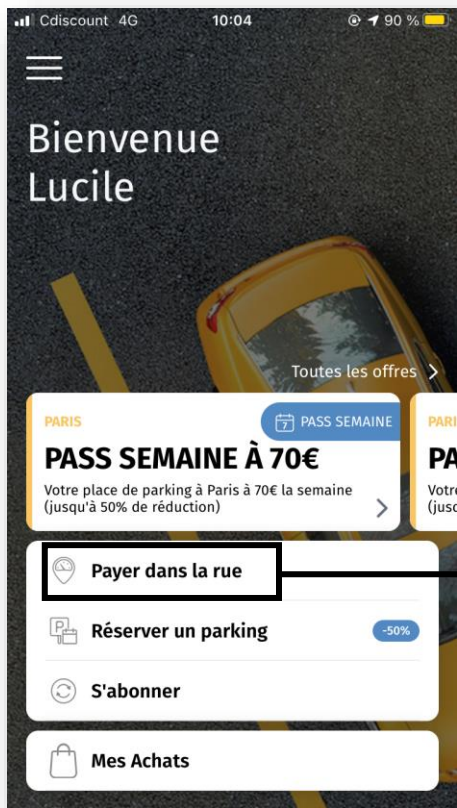 Cdiscount 4G 10:04 90 %
Bienvenue
Lucile
Toutes les offres
PARIS
7 PASS SEMAINE
PASS SEMAINE À 70€
Votre place de parking à Paris à 70€ la semaine
(jusqu'à 50% de réduction)
PARI
PA
Votre
(jusq
Payer dans la rue
P
Réserver un parking -50%
S'abonner
Mes Achats